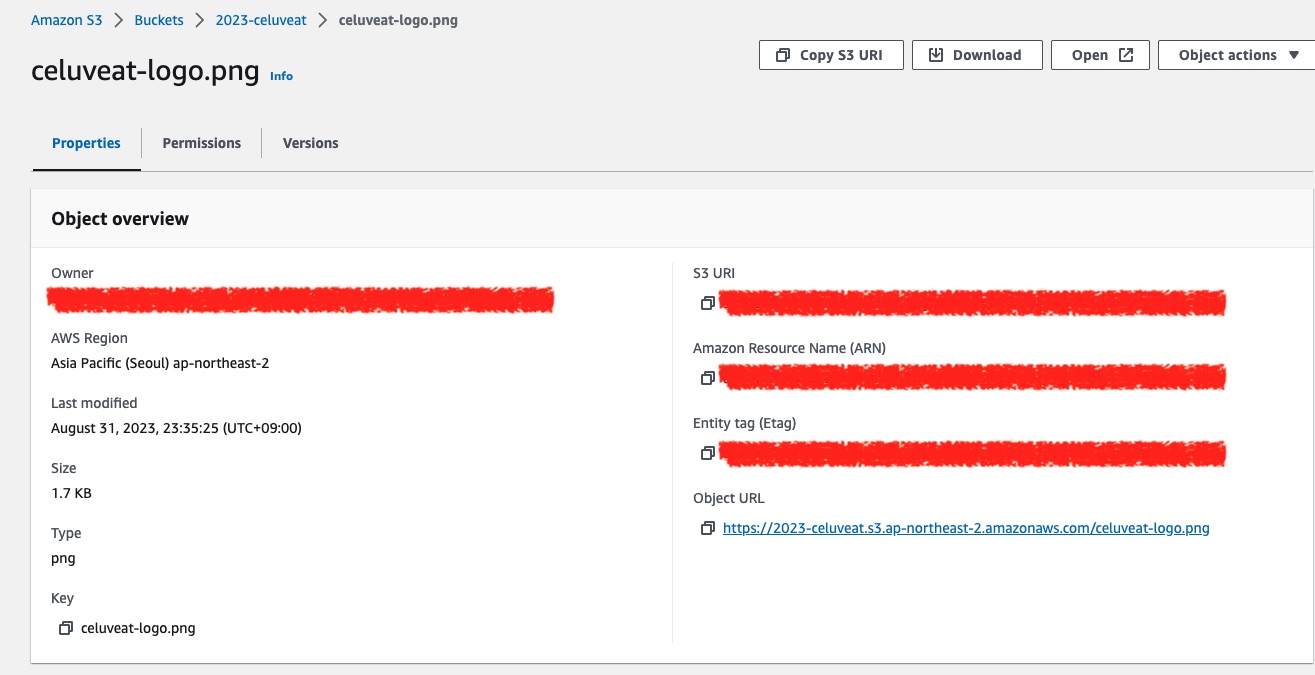 Amazon S3 > Buckets > 2023-celuveat > celuveat-logo.png
celuveat-logo.png Info
Copy S3 URI Download Open Object actions
Properties Permissions Versions
Object overview
Owner
AWS Region
Asia Pacific (Seoul) ap-northeast-2
Last modified
August 31, 2023, 23:35:25 (UTC+09:00)
Size
1.7 KB
Type
png
Key
celuveat-logo.png
S3 URI
Amazon Resource Name (ARN)
Entity tag (Etag)
Object URL
https://2023-celuveat.s3.ap-northeast-2.amazonaws.com/celuveat-logo.png